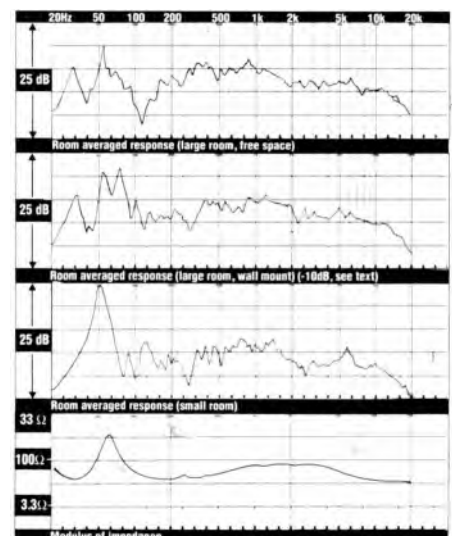 20Hz 50 100 200 500 1k 2k 5k 10k 20k
25 dB
Room averaged response (large room, free space)
25 dB
Room averaged response (large room, wall mount) (-10dB, see text)
25 dB
Room averaged response (small room)
33 Ω
100Ω
3.3Ω
Modulus of impedance